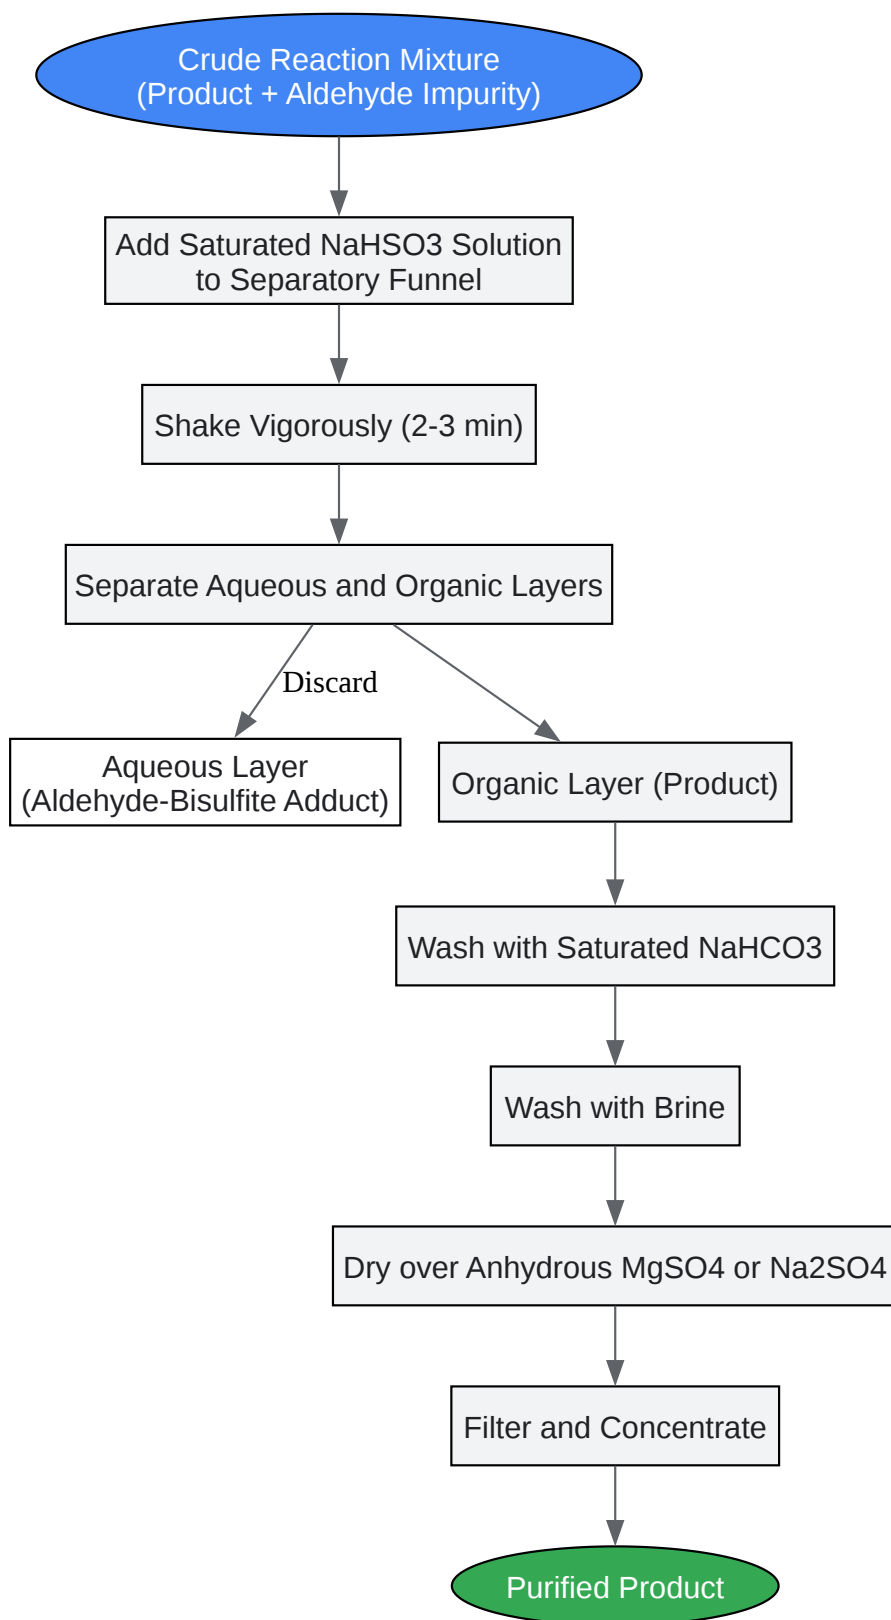 Crude Reaction Mixture
(Product + Aldehyde Impurity)
Add Saturated NaHSO3 Solution
to Separatory Funnel
Shake Vigorously (2-3 min)
Separate Aqueous and Organic Layers
Discard
Aqueous Layer
(Aldehyde-Bisulfite Adduct)
Organic Layer (Product)
Wash with Saturated NaHCO3
Wash with Brine
Dry over Anhydrous MgSO4 or Na2SO4
Filter and Concentrate
Purified Product